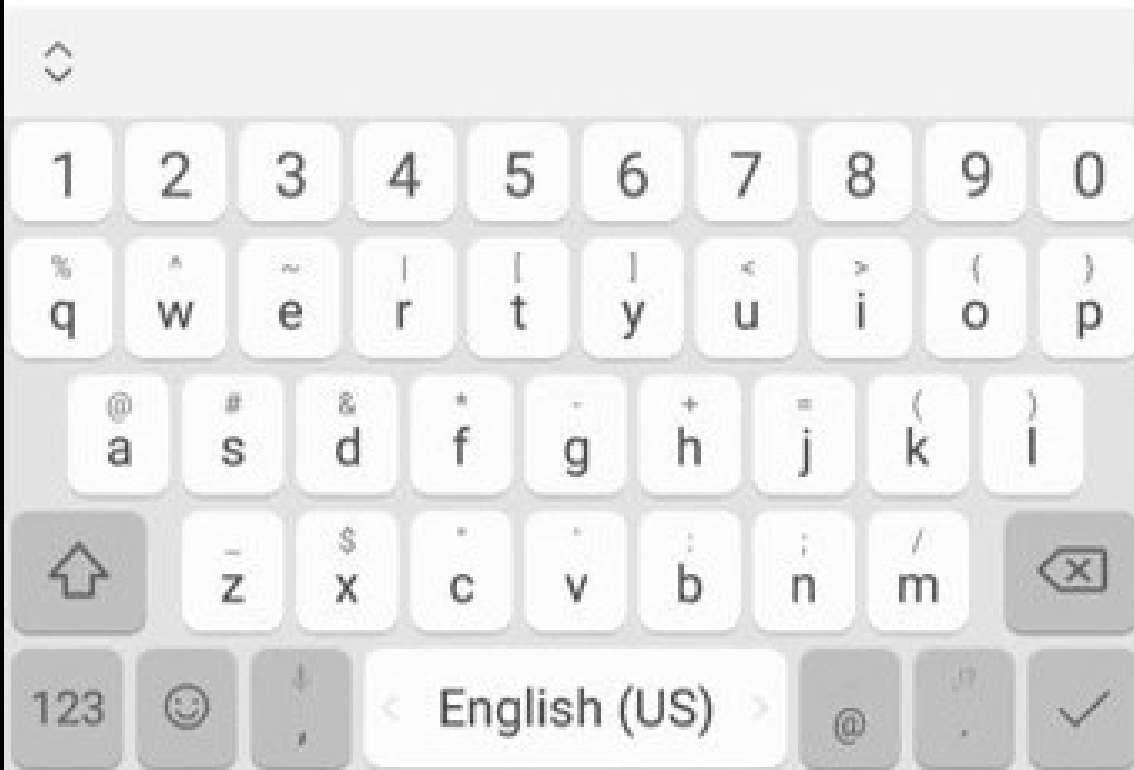 1 2 3 4 5 6 7 8 9 0
% ^ ~ | [ ] < > { }
q w e r t y u i o p
@ # & * - + = ( )
a s d f g h j k l
_ $ " ' : ; /
z x c v b n m
!?
123 , < English (US) > @ .